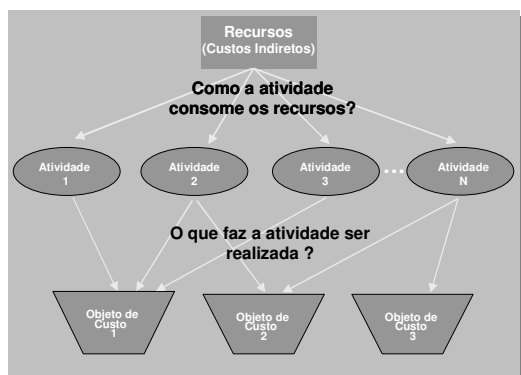 Recursos
(Custos Indiretos)
Como a atividade
consome os recursos?
Atividade
1
Atividade
2
Atividade
3
...
Atividade
N
O que faz a atividade ser
realizada ?
Objeto de
Custo
1
Objeto de
Custo
2
Objeto de
Custo
3